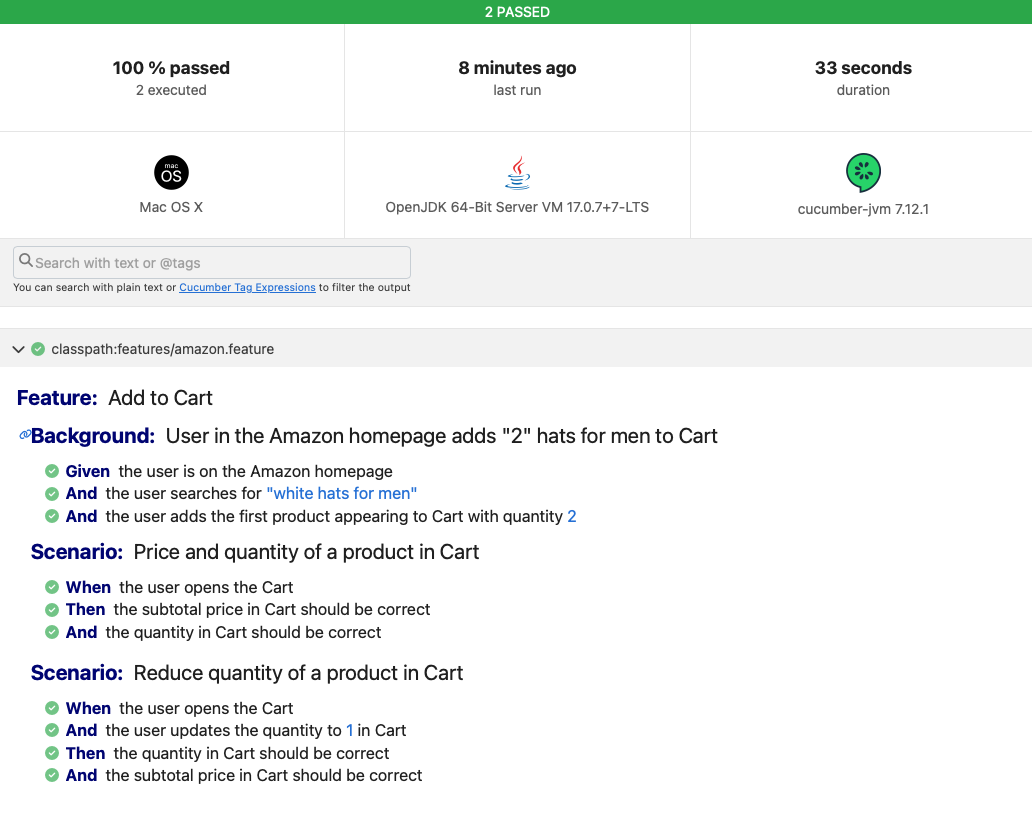 2 PASSED
100 % passed
2 executed
8 minutes ago
last run
33 seconds
duration
mac
OS
Mac OS X
OpenJDK 64-Bit Server VM 17.0.7+7-LTS
cucumber-jvm 7.12.1
Search with text or @tags
You can search with plain text or Cucumber Tag Expressions to filter the output
classpath:features/amazon.feature
Feature: Add to Cart
Background: User in the Amazon homepage adds "2" hats for men to Cart
Given the user is on the Amazon homepage
And the user searches for "white hats for men"
And the user adds the first product appearing to Cart with quantity 2
Scenario: Price and quantity of a product in Cart
When the user opens the Cart
Then the subtotal price in Cart should be correct
And the quantity in Cart should be correct
Scenario: Reduce quantity of a product in Cart
When the user opens the Cart
And the user updates the quantity to 1 in Cart
Then the quantity in Cart should be correct
And the subtotal price in Cart should be correct